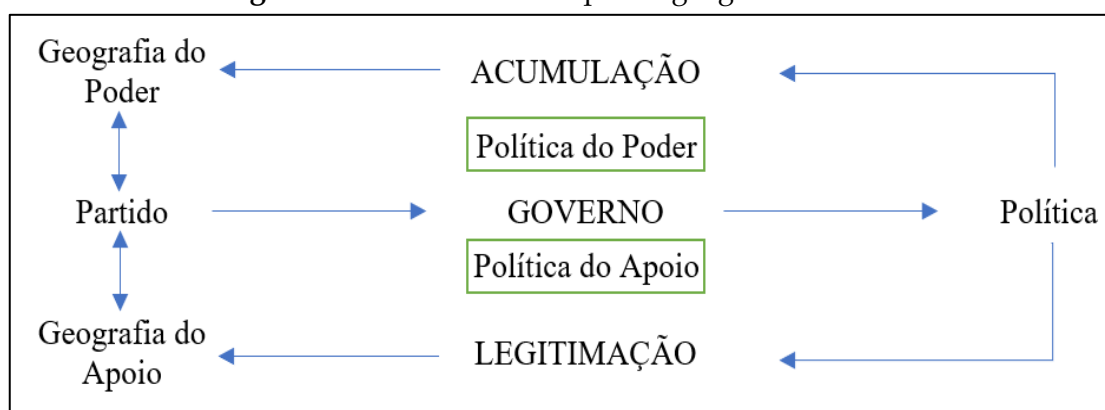 Geografia do
Poder
ACUMULAÇÃO
Política do Poder
Partido
GOVERNO
Política
Política do Apoio
Geografia do
Apoio
LEGITIMAÇÃO